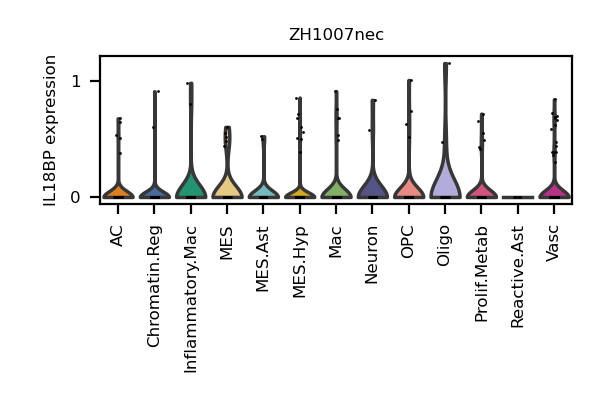 ZH1007nec
IL18BP expression
1
0
AC
Chromatin.Reg
Inflammatory.Mac
MES
MES.Ast
MES.Hyp
Mac
Neuron
OPC
Oligo
Prolif.Metab
Reactive.Ast
Vasc